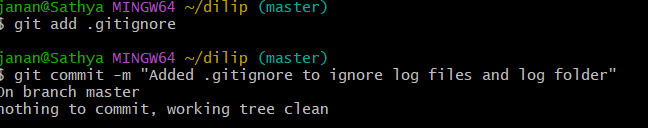 janan@Sathya MINGW64 ~/dilip (master)
$ git add .gitignore
janan@Sathya MINGW64 ~/dilip (master)
$ git commit -m "Added .gitignore to ignore log files and log folder"
On branch master
nothing to commit, working tree clean